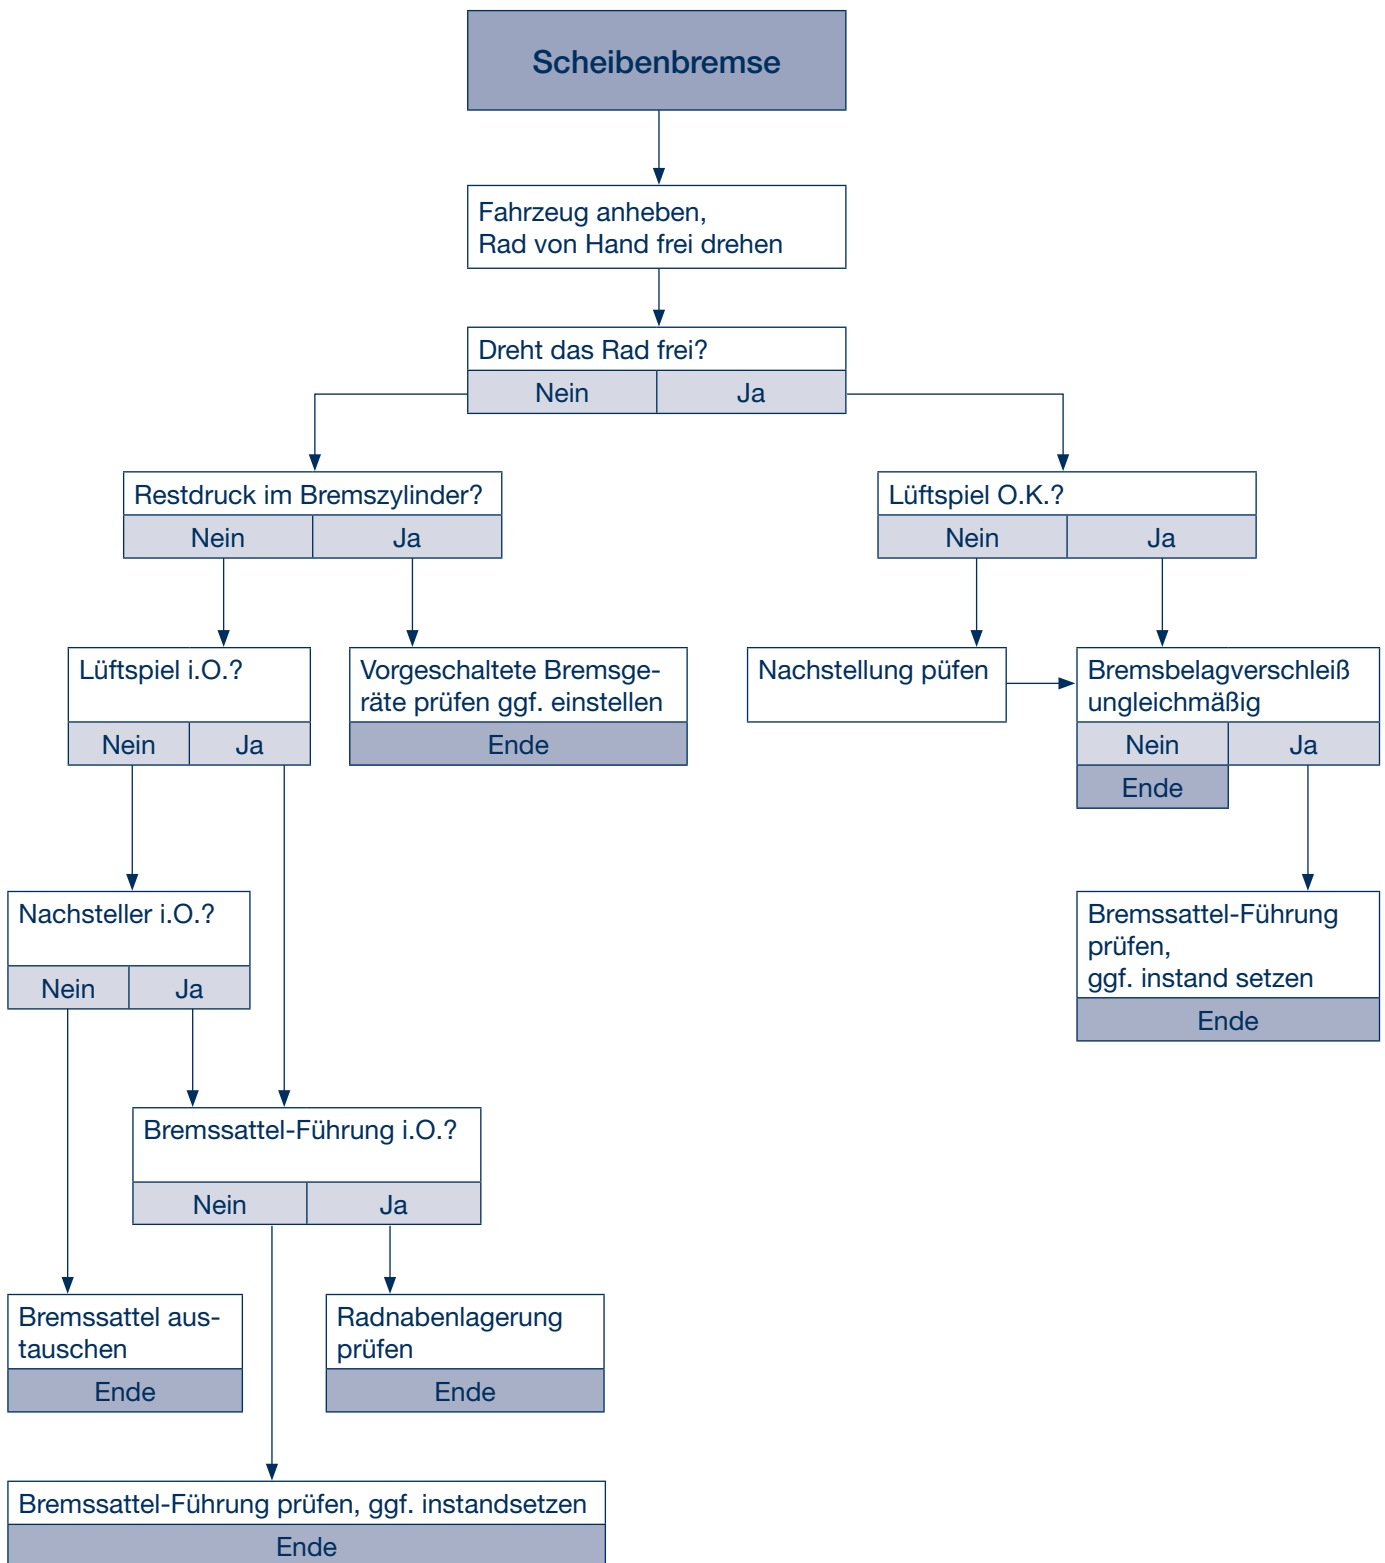 Scheibenbremse
Fahrzeug anheben,
Rad von Hand frei drehen
Dreht das Rad frei?
Nein
Ja
Restdruck im Bremszylinder?
Nein
Ja
Lüftspiel O.K.?
Nein
Ja
Lüftspiel i.O.?
Nein
Ja
Vorgeschaltete Bremsge-
räte prüfen ggf. einstellen
Ende
Nachstellung püfen
Bremsbelagverschleiß
ungleichmäßig
Nein
Ja
Ende
Nachsteller i.O.?
Nein
Ja
Bremssattel-Führung
prüfen,
ggf. instand setzen
Ende
Bremssattel-Führung i.O.?
Nein
Ja
Bremssattel aus-
tauschen
Ende
Radnabenlagerung
prüfen
Ende
Bremssattel-Führung prüfen, ggf. instandsetzen
Ende